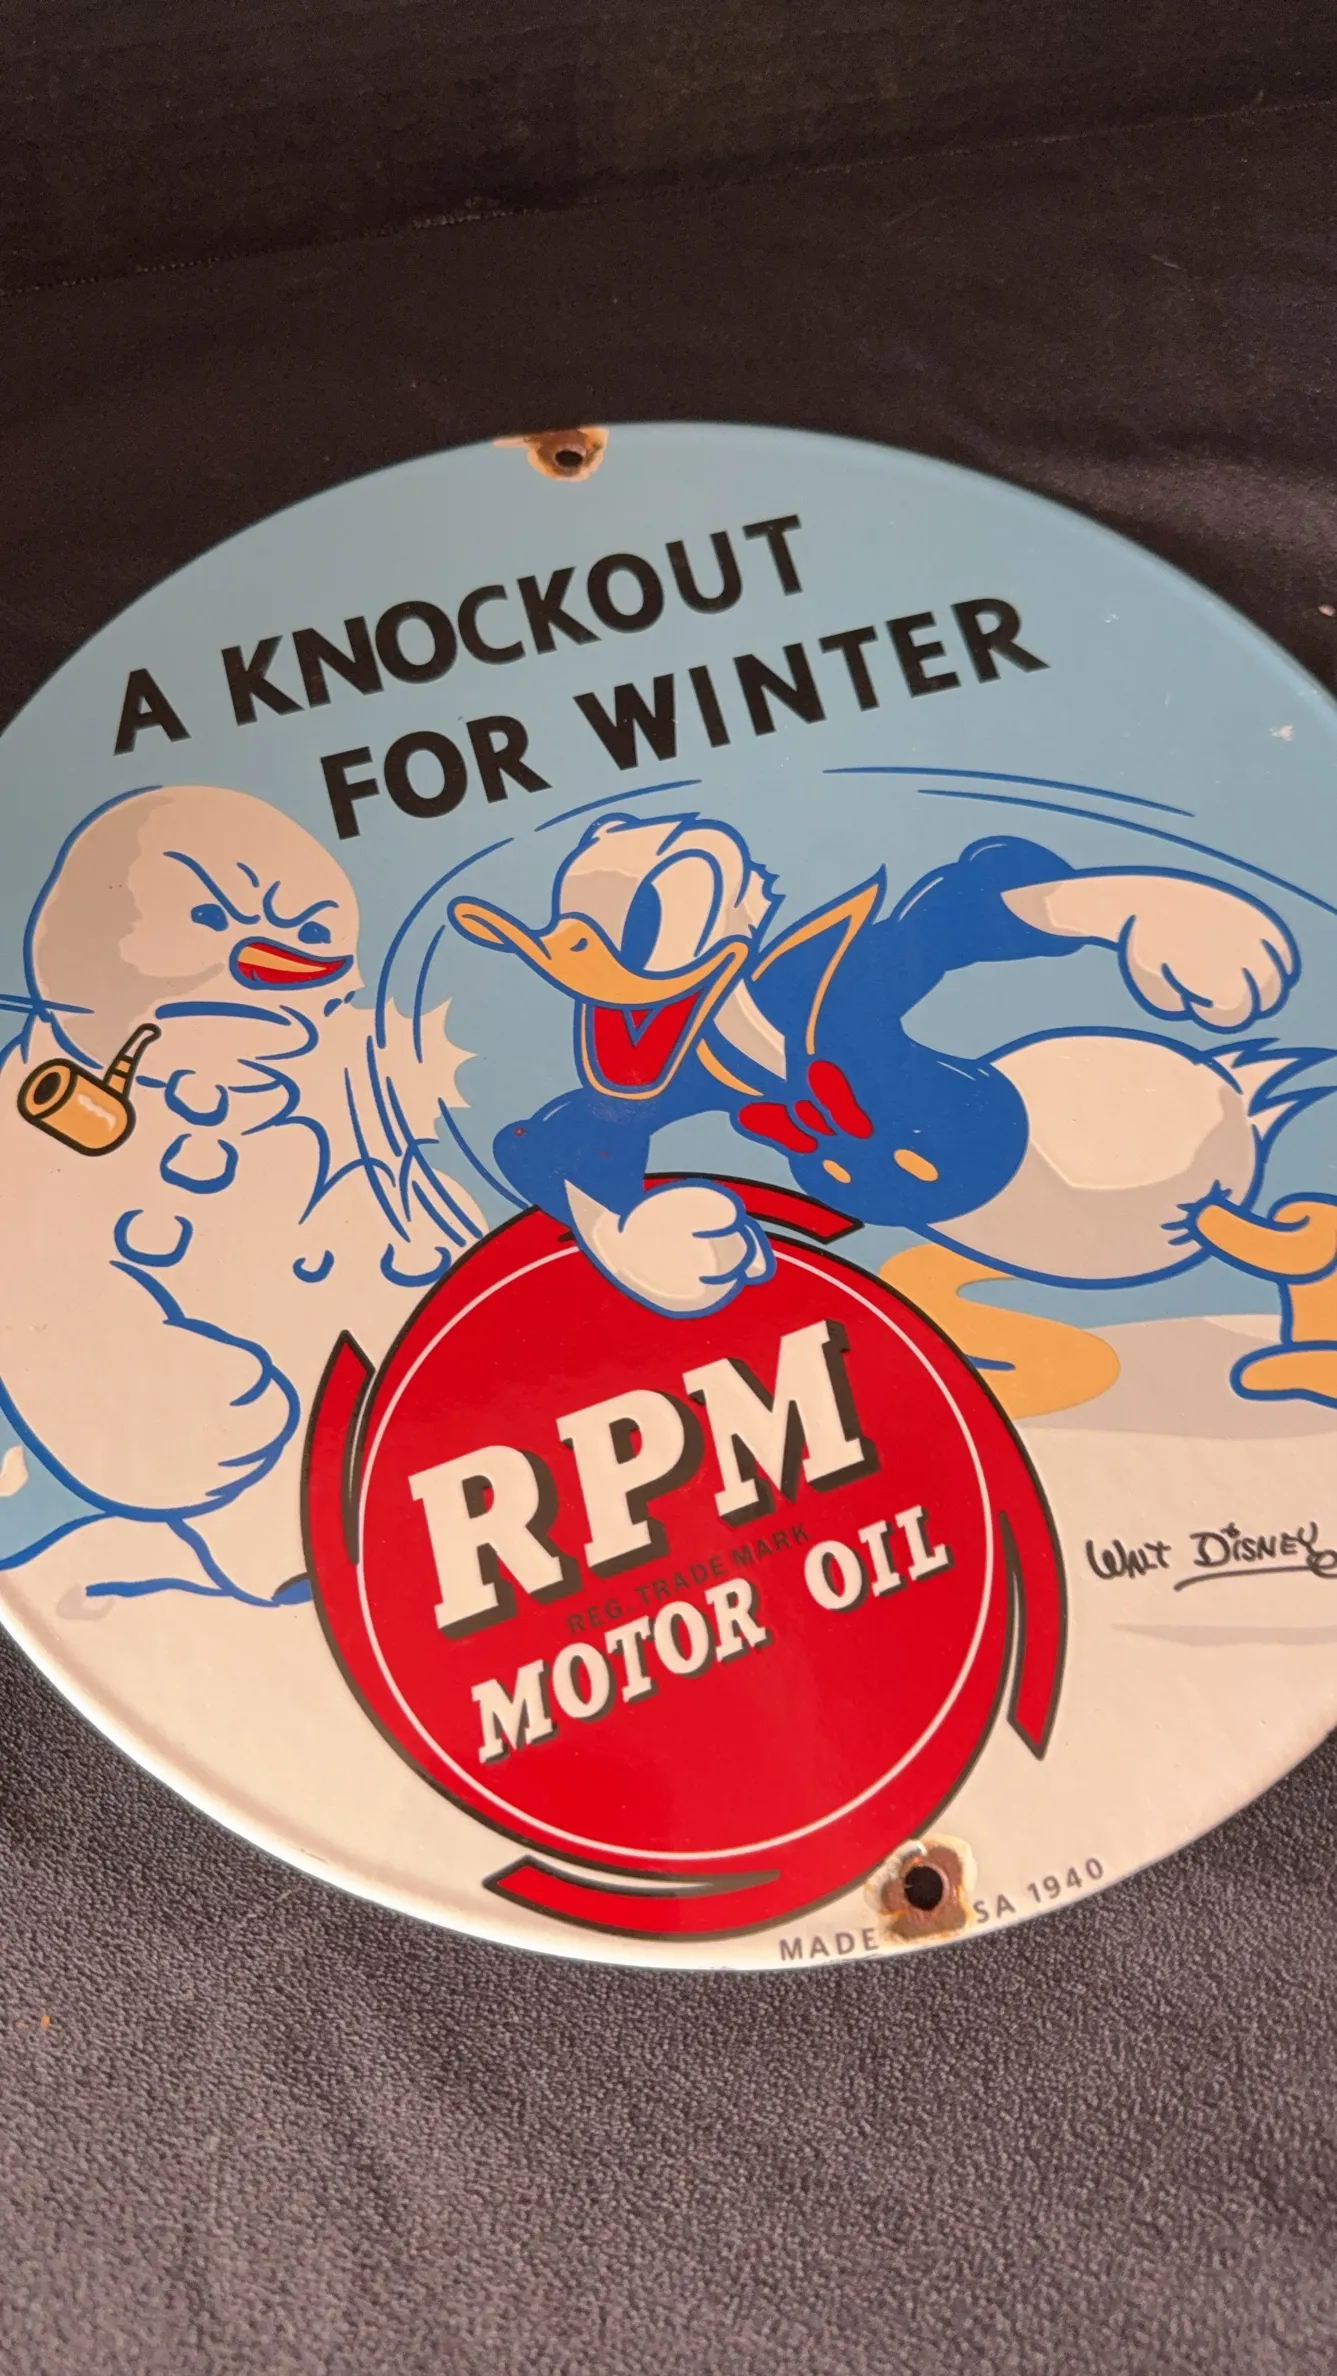 A KNOCKOUT
FOR WINTER
RPM
REG. TRADE MARK
MOTOR OIL
WALT DISNEY
MADE SA 1940